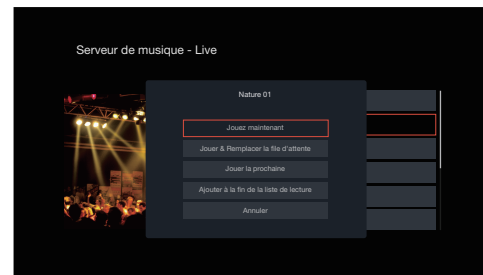 Serveur de musique - Live
Nature 01
Jouez maintenant
Jouer & Remplacer la file d'attente
Jouer la prochaine
Ajouter à la fin de la liste de lecture
Annuler